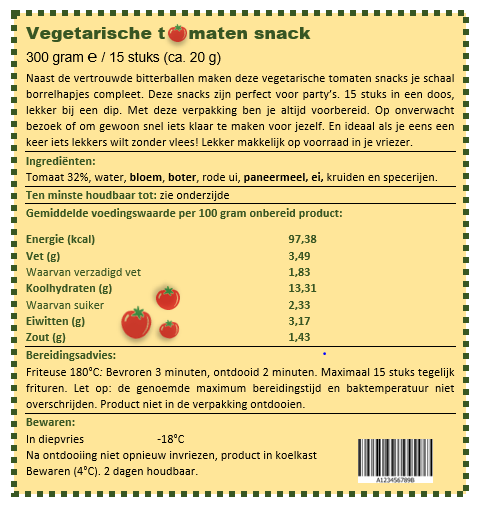 Vegetarische tomaten snack
300 gram ℮ / 15 stuks (ca. 20 g)
Naast de vertrouwde bitterballen maken deze vegetarische tomaten snacks je schaal
borrelhapjes compleet. Deze snacks zijn perfect voor party's. 15 stuks in een doos,
lekker bij een dip. Met deze verpakking ben je altijd voorbereid. Op onverwacht
bezoek of om gewoon snel iets klaar te maken voor jezelf. En ideaal als je eens een
keer iets lekkers wilt zonder vlees! Lekker makkelijk op voorraad in je vriezer.
Ingrediënten:
Tomaat 32%, water, bloem, boter, rode ui, paneermeel, ei, kruiden en specerijen.
Ten minste houdbaar tot: zie onderzijde
Gemiddelde voedingswaarde per 100 gram onbereid product:
Energie (kcal) 97,38
Vet (g) 3,49
Waarvan verzadigd vet 1,83
Koolhydraten (g) 13,31
Waarvan suiker 2,33
Eiwitten (g) 3,17
Zout (g) 1,43
Bereidingsadvies:
Friteuse 180°C: Bevroren 3 minuten, ontdooid 2 minuten. Maximaal 15 stuks tegelijk
frituren. Let op: de genoemde maximum bereidingstijd en baktemperatuur niet
overschrijden. Product niet in de verpakking ontdooien.
Bewaren:
In diepvries -18°C
Na ontdooiing niet opnieuw invriezen, product in koelkast
Bewaren (4°C). 2 dagen houdbaar.
A123456789B